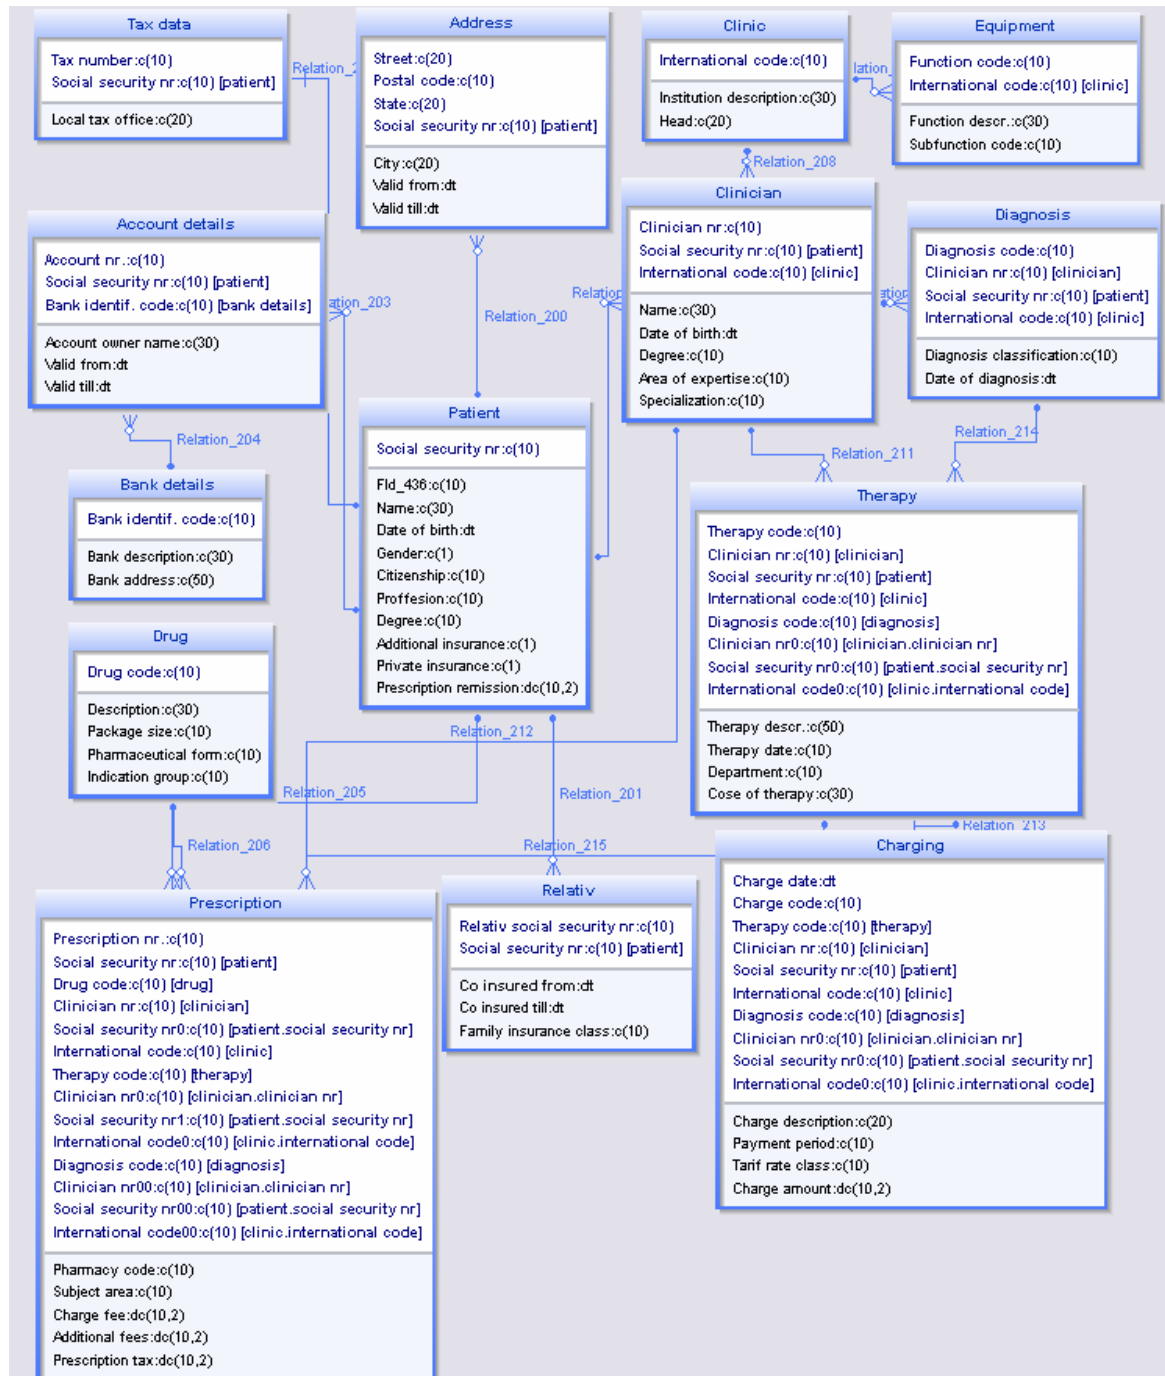 Tax data
Tax number:c(10)
Social security nr:c(10) [patient]
Local tax office:c(20)
Address
Street:c(20)
Postal code:c(10)
State:c(20)
Social security nr:c(10) [patient]
City:c(20)
Valid from:dt
Valid till:dt
Clinic
International code:c(10)
Institution description:c(30)
Head:c(20)
Equipment
Function code:c(10)
International code:c(10) [clinic]
Function descr.:c(30)
Subfunction code:c(10)
Relation_208
Account details
Account nr.:c(10)
Social security nr:c(10) [patient]
Bank identif. code:c(10) [bank details]
Account owner name:c(30)
Valid from:dt
Valid till:dt
Relation_200
Clinician
Clinician nr:c(10)
Social security nr:c(10) [patient]
International code:c(10) [clinic]
Name:c(30)
Date of birth:dt
Degree:c(10)
Area of expertise:c(10)
Specialization:c(10)
Diagnosis
Diagnosis code:c(10)
Clinician nr:c(10) [clinician]
Social security nr:c(10) [patient]
International code:c(10) [clinic]
Diagnosis classification:c(10)
Date of diagnosis:dt
Relation_204
Relation_211
Relation_214
Bank details
Bank identif. code:c(10)
Bank description:c(30)
Bank address:c(50)
Patient
Social security nr:c(10)
Fld_436:c(10)
Name:c(30)
Date of birth:dt
Gender:c(1)
Citizenship:c(10)
Proffesion:c(10)
Degree:c(10)
Additional insurance:c(1)
Private insurance:c(1)
Prescription remission:dc(10,2)
Therapy
Therapy code:c(10)
Clinician nr:c(10) [clinician]
Social security nr:c(10) [patient]
International code:c(10) [clinic]
Diagnosis code:c(10) [diagnosis]
Clinician nr0:c(10) [clinician.clinician nr]
Social security nr0:c(10) [patient.social security nr]
International code0:c(10) [clinic.international code]
Therapy descr.:c(50)
Therapy date:c(10)
Department:c(10)
Cose of therapy:c(30)
Drug
Drug code:c(10)
Description:c(30)
Package size:c(10)
Pharmaceutical form:c(10)
Indication group:c(10)
Relation_212
Relation_205
Relation_201
Relation_213
Relation_206
Relation_215
Prescription
Prescription nr.:c(10)
Social security nr:c(10) [patient]
Drug code:c(10) [drug]
Clinician nr:c(10) [clinician]
Social security nr0:c(10) [patient.social security nr]
International code:c(10) [clinic]
Therapy code:c(10) [therapy]
Clinician nr0:c(10) [clinician.clinician nr]
Social security nr1:c(10) [patient.social security nr]
International code0:c(10) [clinic.international code]
Diagnosis code:c(10) [diagnosis]
Clinician nr00:c(10) [clinician.clinician nr]
Social security nr00:c(10) [patient.social security nr]
International code00:c(10) [clinic.international code]
Pharmacy code:c(10)
Subject area:c(10)
Charge fee:dc(10,2)
Additional fees:dc(10,2)
Prescription tax:dc(10,2)
Relativ
Relativ social security nr:c(10)
Social security nr:c(10) [patient]
Co insured from:dt
Co insured till:dt
Family insurance class:c(10)
Charging
Charge date:dt
Charge code:c(10)
Therapy code:c(10) [therapy]
Clinician nr:c(10) [clinician]
Social security nr:c(10) [patient]
International code:c(10) [clinic]
Diagnosis code:c(10) [diagnosis]
Clinician nr0:c(10) [clinician.clinician nr]
Social security nr0:c(10) [patient.social security nr]
International code0:c(10) [clinic.international code]
Charge description:c(20)
Payment period:c(10)
Tarif rate class:c(10)
Charge amount:dc(10,2)